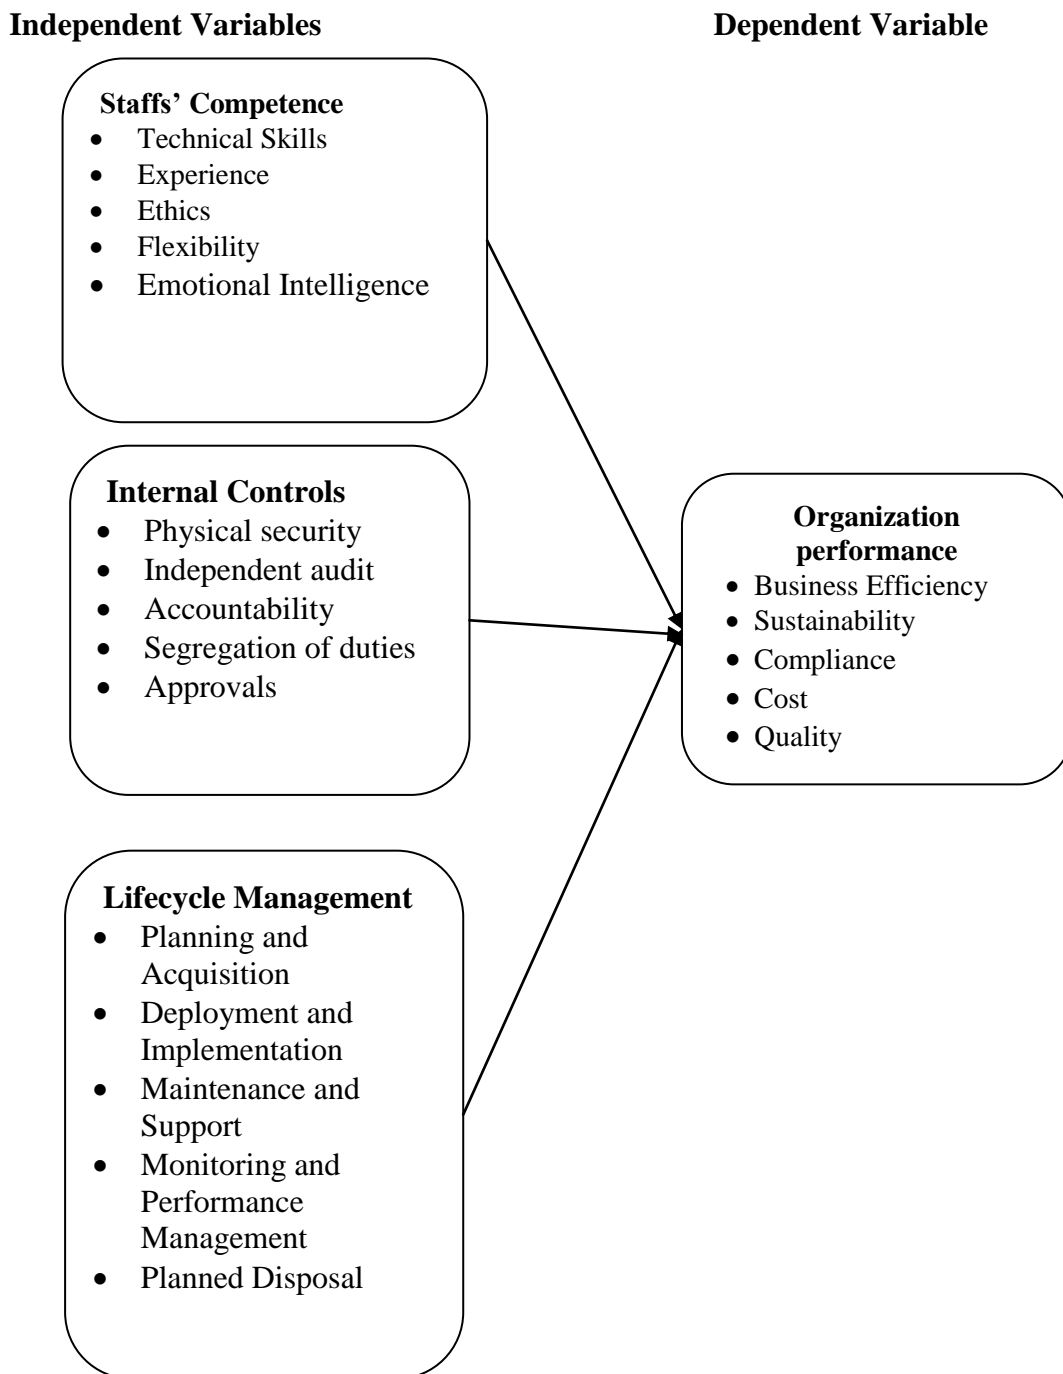 Independent Variables
Dependent Variable
Staffs’ Competence
• Technical Skills
• Experience
• Ethics
• Flexibility
• Emotional Intelligence
Internal Controls
• Physical security
• Independent audit
• Accountability
• Segregation of duties
• Approvals
Organization
performance
• Business Efficiency
• Sustainability
• Compliance
• Cost
• Quality
Lifecycle Management
• Planning and
Acquisition
• Deployment and
Implementation
• Maintenance and
Support
• Monitoring and
Performance
Management
• Planned Disposal